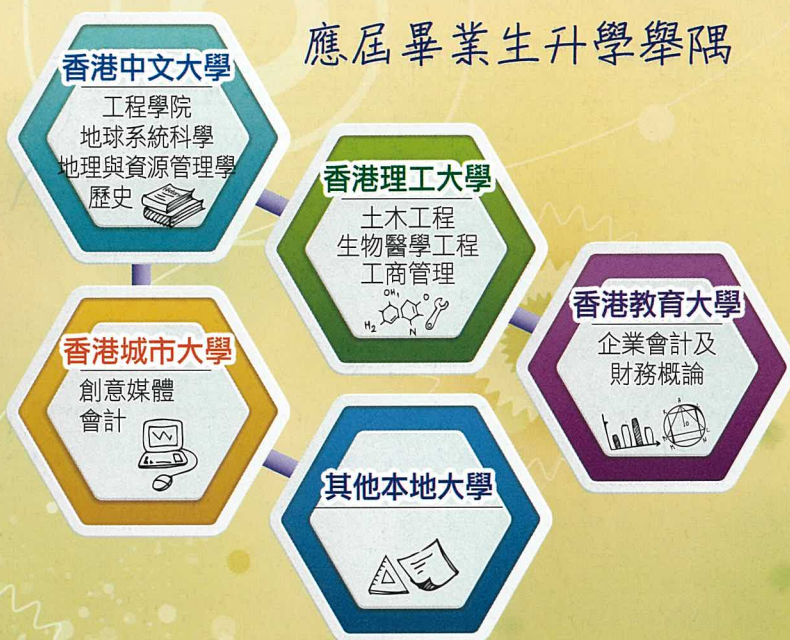 應屆畢業生升學舉隅
香港中文大學
工程學院
地球系統科學
地理與資源管理學
歷史
香港理工大學
土木工程
生物醫學工程
工商管理
OH,
H₂
N
香港教育大學
企業會計及
財務概論
香港城市大學
創意媒體
會計
其他本地大學